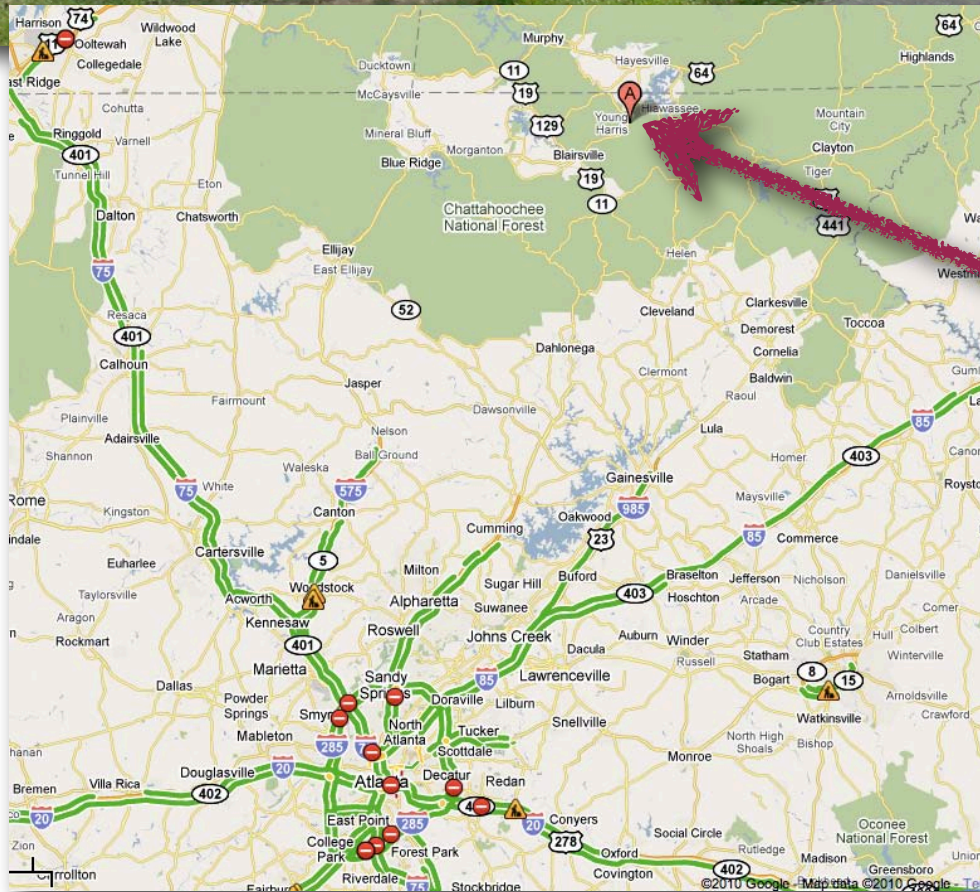 Harrison 74 Wildwood Lake 64
11 Ooltewah
Collegedale
Murphy
Highlands
ast Ridge
Ducktown 11 Hayesville 64
McCaysville 19 A Hiawassee
Cohutta
Young Harris
129
Mountain City
Ringgold Varnell
Mineral Bluff
401
Morganton
Clayton
Tunnel Hill
Blue Ridge
Blairsville
Tiger
Eton
19
Dalton Chatsworth
Chattahoochee National Forest
11
441
Wa
Ellijay
Helen
East Ellijay
75
Westmi
52
Cleveland
Clarkesville
Resaca
Toccoa
401
Demorest
Dahlonega
Cornelia
Calhoun
Clermont
Baldwin
Jasper
Raoul
Fairmount
Dawsonville
Plainville
Nelson
Lula
85
Adairsville
Ball Ground
403
Shannon
Waleska
Homer
Gainesville
75 White
575
Maysville
985
Rome
Kingston
Canton
Oakwood
Cumming
23
85 Commerce
indale
Cartersville
Euharlee
5
Milton
Buford
Braselton Jefferson Nicholson Danielsville
Taylorsville
Woodstock
Sugar Hill
403
Acworth
Alpharetta
Suwanee
Hoschton Arcade
Comer
Aragon
Kennesaw
Roswell
Johns Creek
Auburn Winder
Country Club Estates Hull Colbert
Rockmart
401
Dacula
Statham
Winterville
Marietta
Russell
Sandy Springs
85
Lawrenceville
Bogart 8 15
Dallas
Doraville
Arnoldsville
Powder Springs
Lilburn
Crawford
North Atlanta
Snellville
Watkinsville
Mableton
Tucker
North High Shoals Bishop
285
Scottdale
hanan
Monroe
Douglasville 20
Decatur Redan
Villa Rica
Atlanta
Bremen
402
20
East Point 285
20 Conyers
Oconee National Forest
College Park
278
Social Circle
Zion
Forest Park
Oxford
Rutledge
Riverdale
Covington
402
Madison
75
Stockbridge
Greensboro
Union
©2010 Google - Map data ©2010 Google -